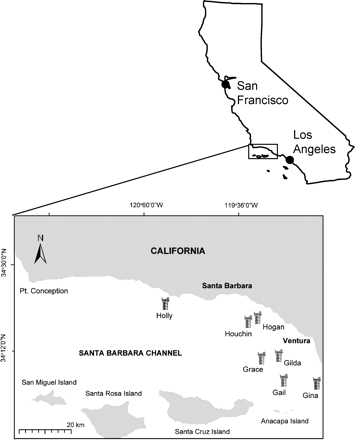 San
Francisco
Los
Angeles
120°6'0"W
119°36'0"W
34°30'0"N
34°12'0"N
N
CALIFORNIA
Pt. Conception
Santa Barbara
Holly
Houchin
Hogan
Ventura
SANTA BARBARA CHANNEL
Grace
Gilda
San Miguel Island
Santa Rosa Island
Gail
Gina
Santa Cruz Island
Anacapa Island
20 km